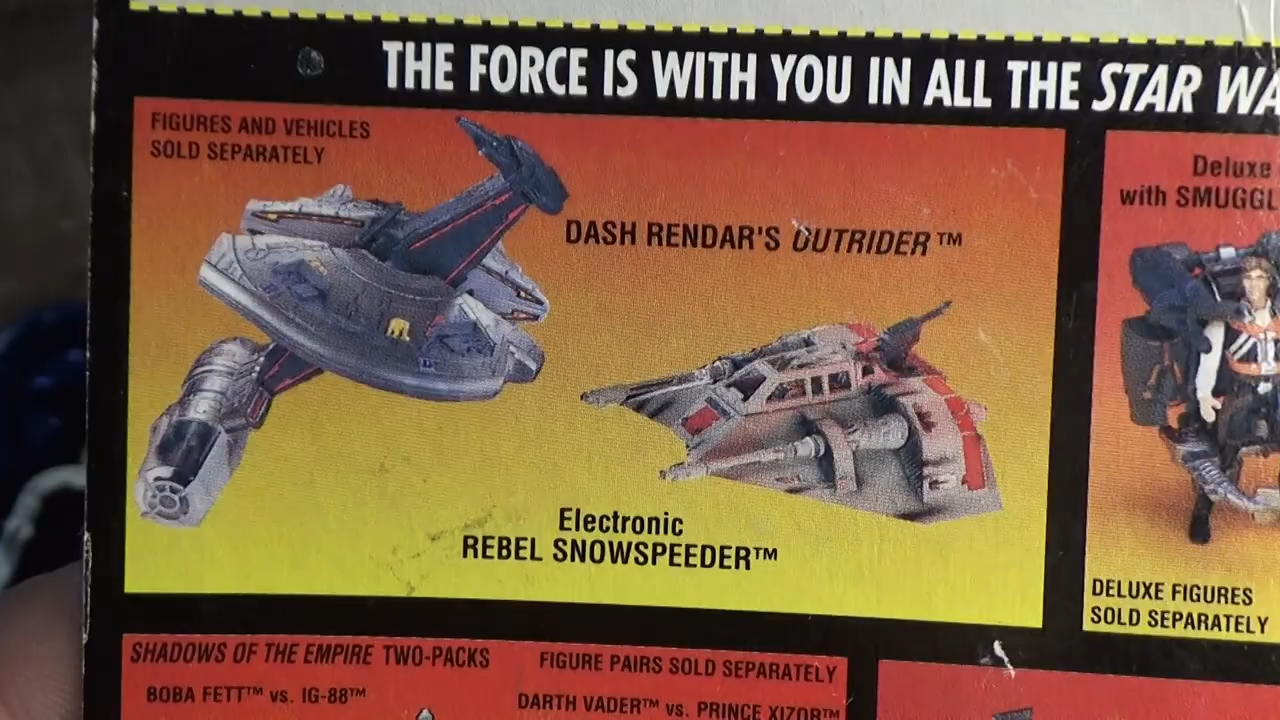 THE FORCE IS WITH YOU IN ALL THE STAR WA
FIGURES AND VEHICLES
SOLD SEPARATELY
DASH RENDAR'S OUTRIDER™
Electronic
REBEL SNOWSPEEDER™
Deluxe
with SMUGGL
DELUXE FIGURES
SOLD SEPARATELY
SHADOWS OF THE EMPIRE TWO-PACKS
FIGURE PAIRS SOLD SEPARATELY
BOBA FETT™ vs. IG-88™
DARTH VADER™ vs. PRINCE XIZOR™